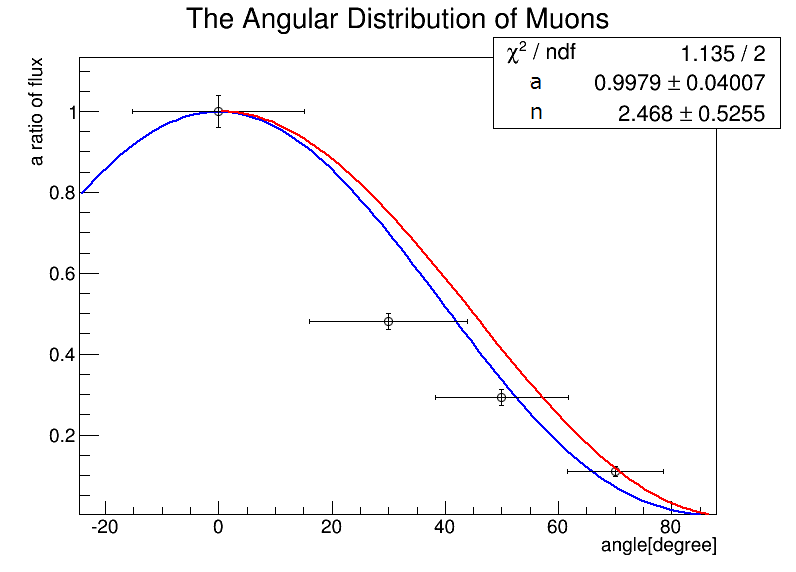 The Angular Distribution of Muons
χ² / ndf 1.135 / 2
a 0.9979 ± 0.04007
n 2.468 ± 0.5255
a ratio of flux
1
0.8
0.6
0.4
0.2
-20 0 20 40 60 80
angle[degree]